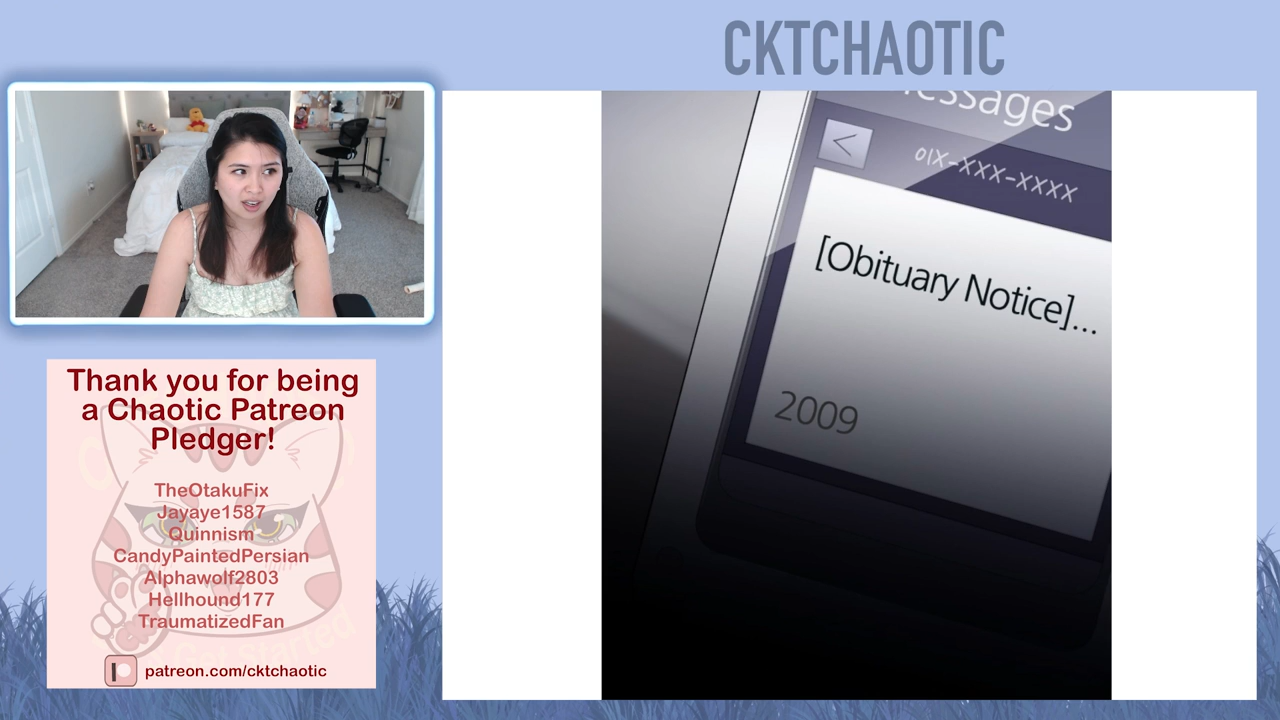 CKTCHAOTIC
essages
<
01X-XXX-XXXX
[Obituary Notice]...
2009
Thank you for being
a Chaotic Patreon
Pledger!
TheOtakuFix
Jayaye1587
Quinnism
CandyPaintedPersian
Alphawolf2803
Hellhound177
TraumatizedFan
patreon.com/cktchaotic